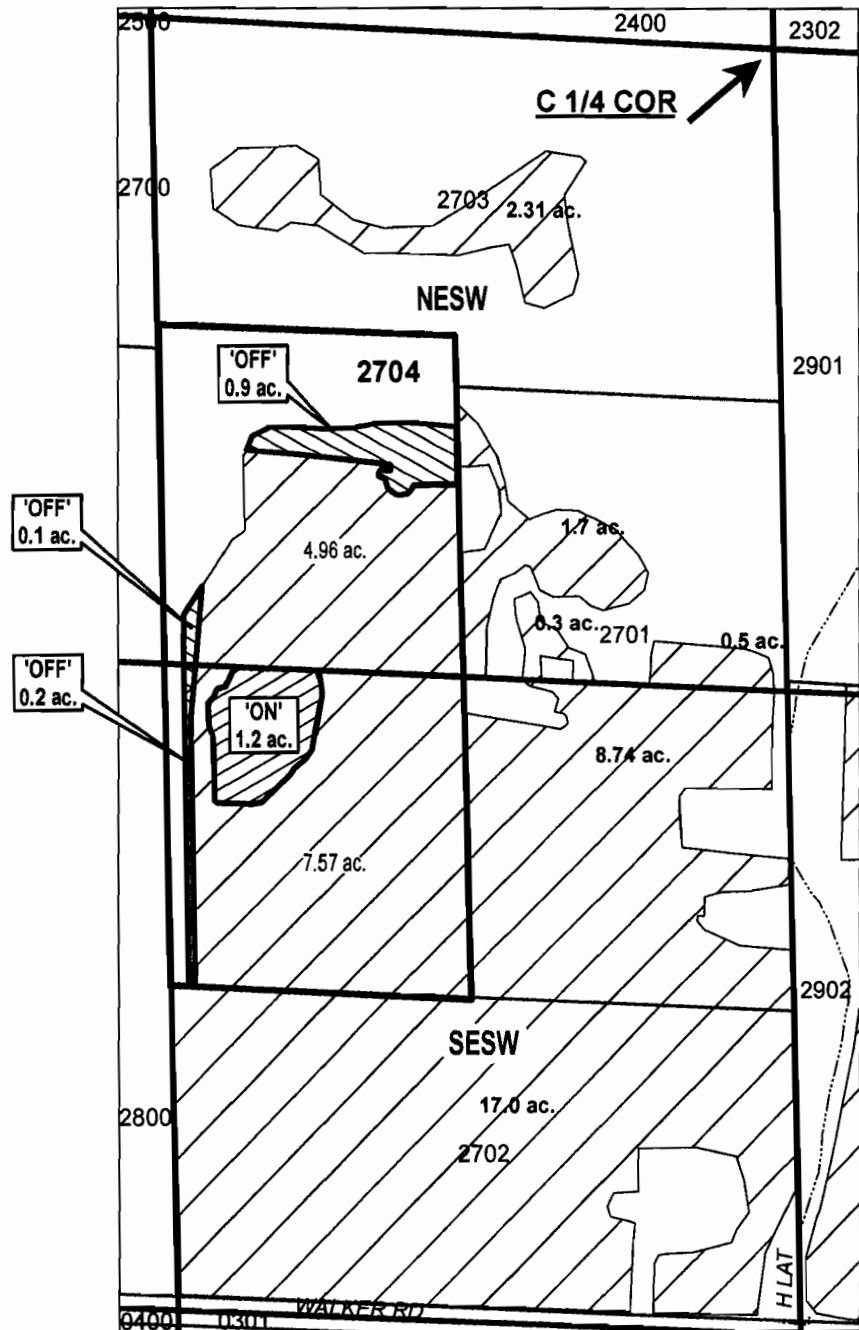 2500
2400
2302
C 1/4 COR
2700
2703
2.31 ac.
NESW
'OFF'
0.9 ac.
2704
2901
'OFF'
0.1 ac.
1.7 ac.
4.96 ac.
0.3 ac.
2701
0.5 ac.
'OFF'
0.2 ac.
'ON'
1.2 ac.
8.74 ac.
7.57 ac.
2902
SESW
17.0 ac.
2800
2702
H LAT
WALKER RD
0400
0301